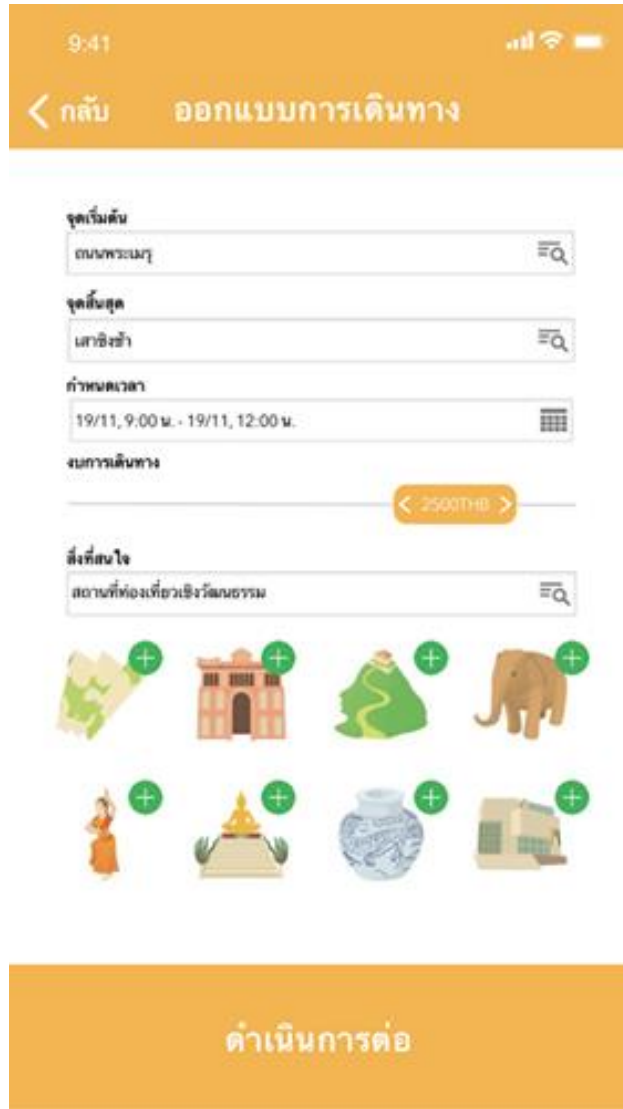 9:41
กลับ ออกแบบการเดินทาง
จุดเริ่มต้น
ถนนพระเมรุ
จุดสิ้นสุด
เสาชิงช้า
กำหนดเวลา
19/11, 9:00 น. - 19/11, 12:00 น.
งบการเดินทาง
2500THB
สิ่งที่สนใจ
สถานที่ท่องเที่ยวเชิงวัฒนธรรม
ดำเนินการต่อ